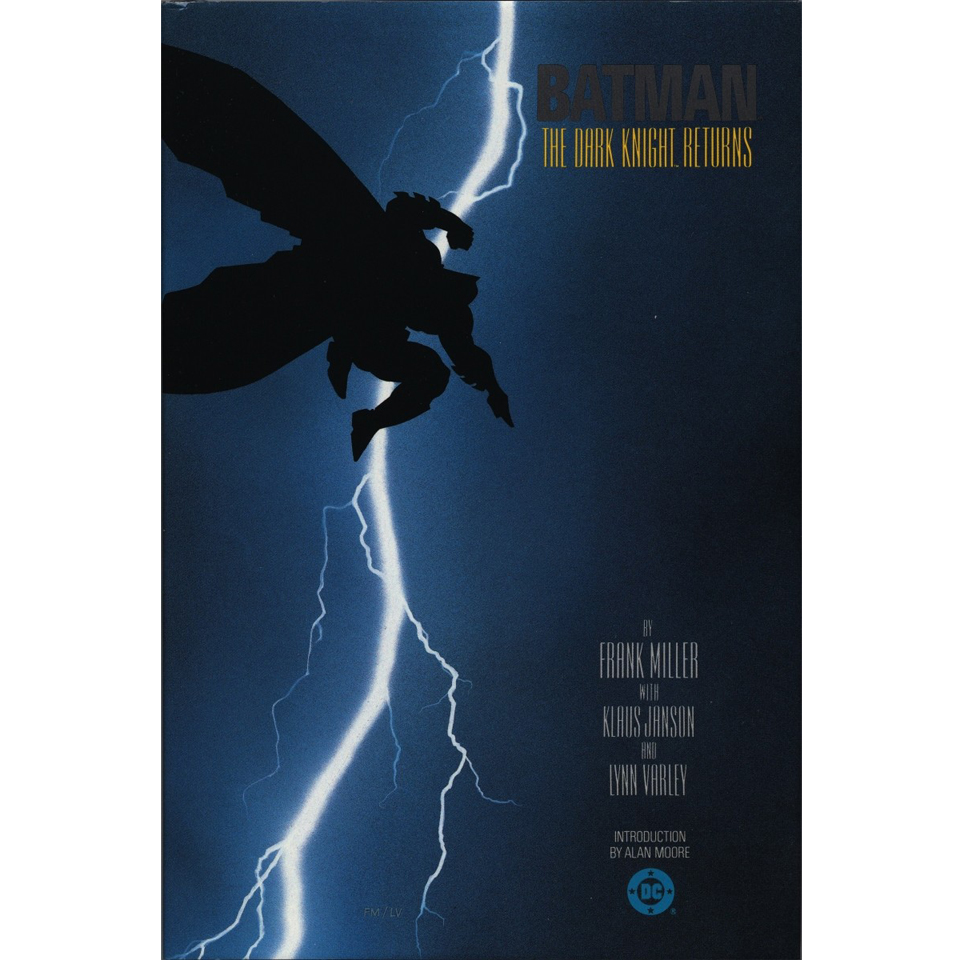 BATMAN
THE DARK KNIGHT™ RETURNS
BY
FRANK MILLER
WITH
KLAUS JANSON
AND
LYNN VARLEY
INTRODUCTION
BY ALAN MOORE
DC
®
FM/LV